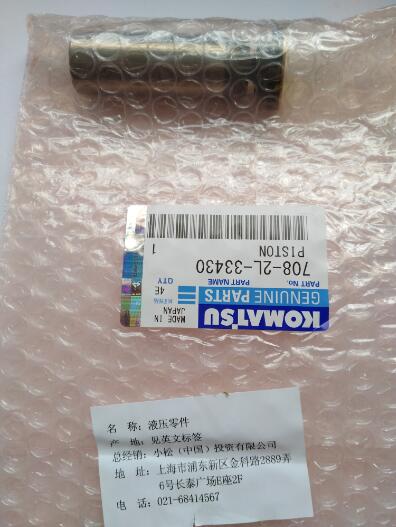 KOMATSU
GENUINE PARTS
MADE IN
JAPAN
PART No. PART NAME QTY
708-2L-33430 4E
PISTON 1
名 称: 液压零件
产 地: 见英文标签
总经销: 小松（中国）投资有限公司
地 址: 上海市浦东新区金科路2889弄
6号长泰广场E座2F
电 话: 021-68414567